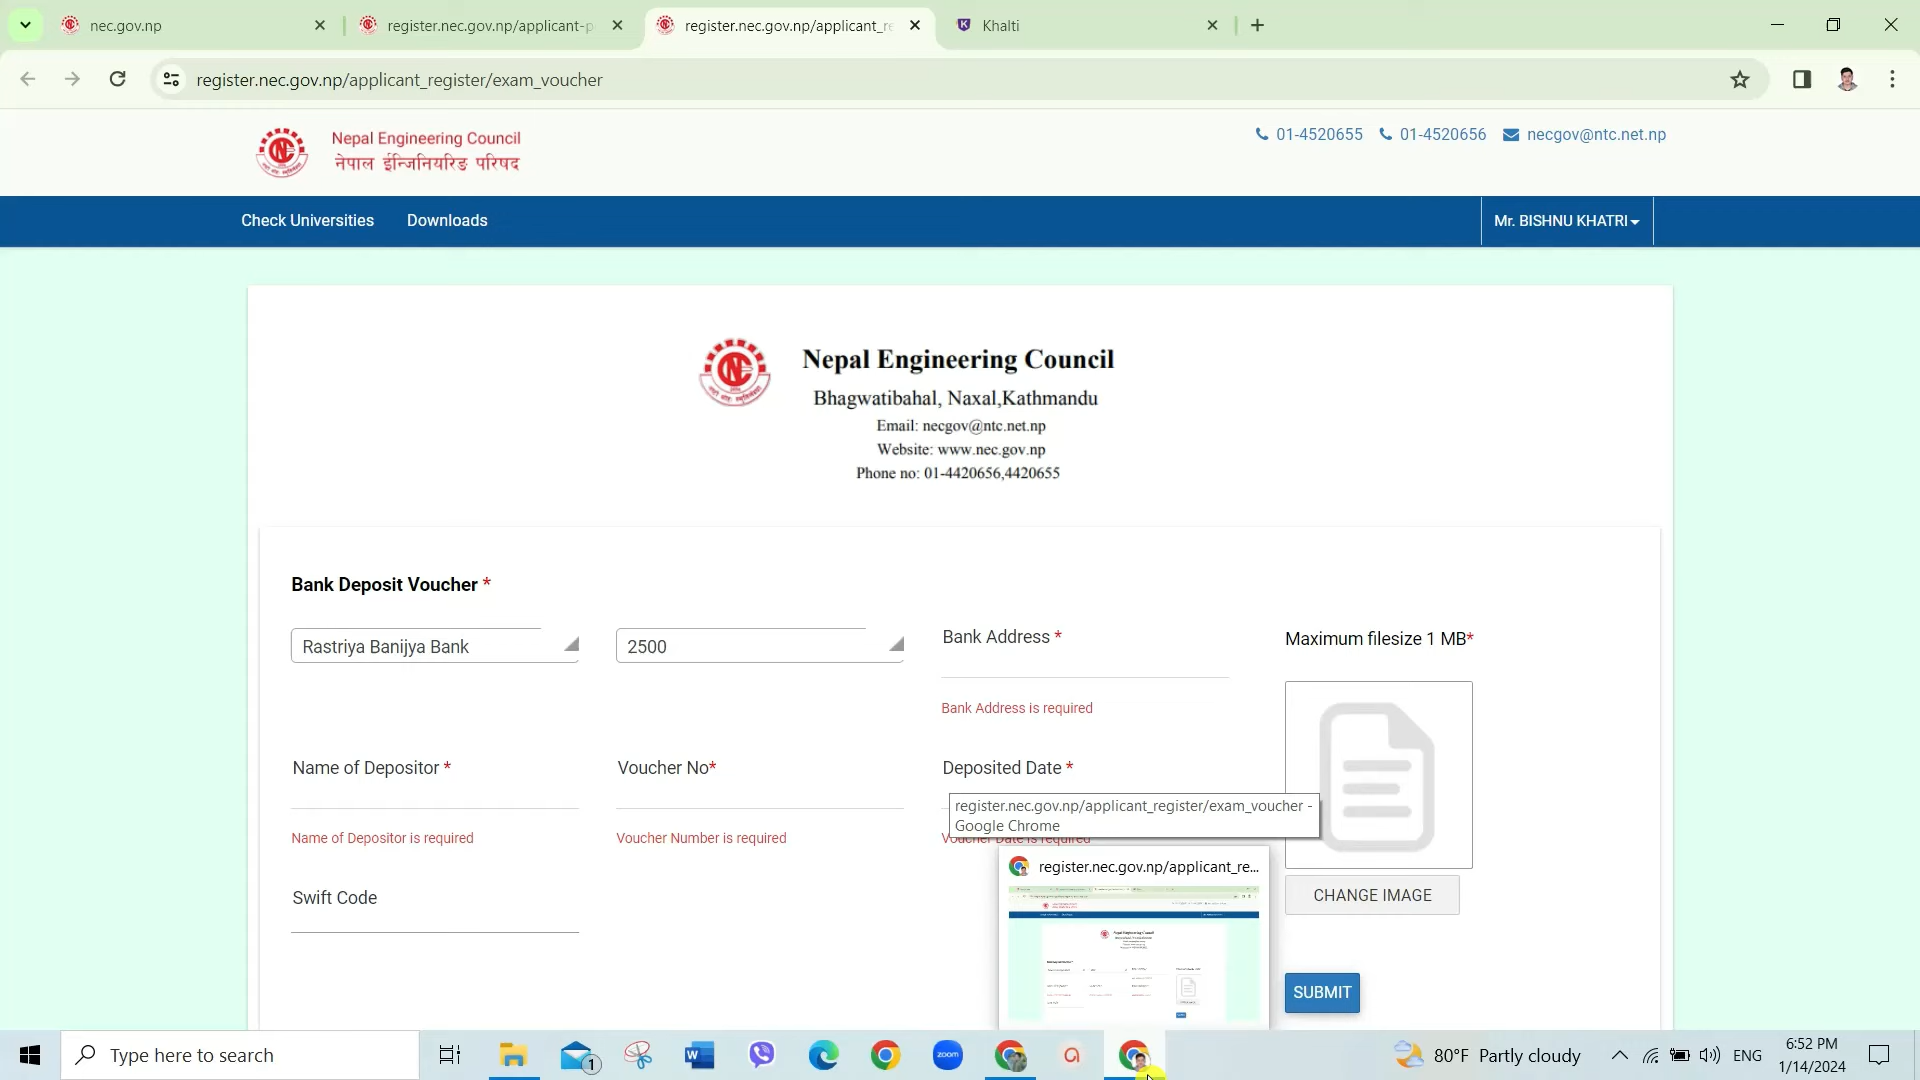 nec.gov.np
register.nec.gov.np/applicant-p
register.nec.gov.np/applicant_re
Khalti
register.nec.gov.np/applicant_register/exam_voucher
Nepal Engineering Council
नेपाल ईन्जिनियरिङ परिषद
01-4520655
01-4520656
necgov@ntc.net.np
Check Universities
Downloads
Mr. BISHNU KHATRI
Nepal Engineering Council
Bhagwatibahal, Naxal,Kathmandu
Email: necgov@ntc.net.np
Website: www.nec.gov.np
Phone no: 01-4420656,4420655
Bank Deposit Voucher *
Rastriya Banijya Bank
2500
Bank Address *
Maximum filesize 1 MB*
Bank Address is required
Name of Depositor *
Voucher No*
Deposited Date *
register.nec.gov.np/applicant_register/exam_voucher -
Google Chrome
Name of Depositor is required
Voucher Number is required
Voucher Date is required
register.nec.gov.np/applicant_re...
Swift Code
CHANGE IMAGE
SUBMIT
Type here to search
1
zoom
80°F Partly cloudy
ENG
6:52 PM
1/14/2024